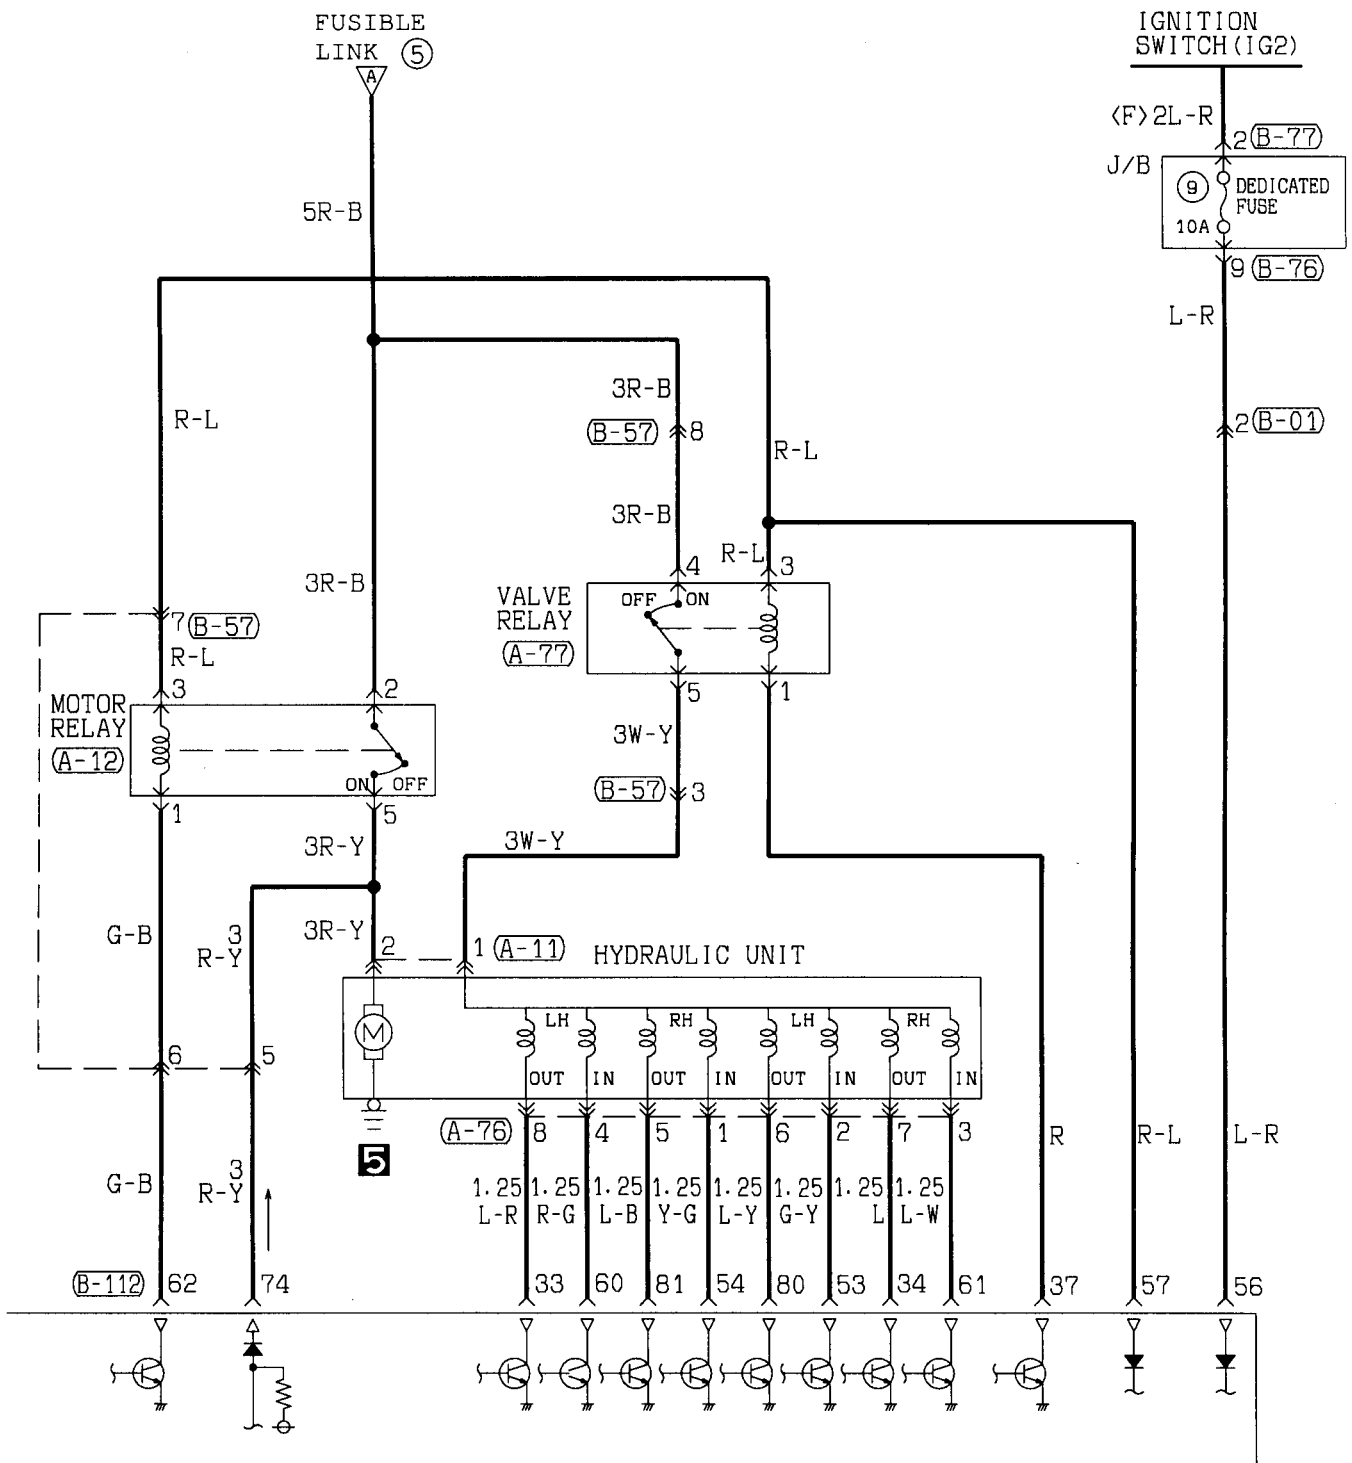 FUSIBLE
LINK ⑤
A
IGNITION
SWITCH(IG2)
<F>2L-R
2 B-77
J/B
⑨ DEDICATED
FUSE
10A
9 B-76
L-R
5R-B
3R-B
B-57 8
R-L
R-L
2 B-01
3R-B
R-L
4
3
3R-B
VALVE
RELAY
A-77
OFF
ON
7 B-57
R-L
3
2
5
1
MOTOR
RELAY
A-12
ON
OFF
3W-Y
B-57 3
1
5
3R-Y
3W-Y
G-B
3
R-Y
3R-Y
2
1 A-11
HYDRAULIC UNIT
M
LH
RH
LH
RH
OUT
IN
OUT
IN
OUT
IN
OUT
IN
6
5
A-76 8 4 5 1 6 2 7 3
R
R-L
L-R
5
G-B
3
R-Y
1.25 1.25 1.25 1.25 1.25 1.25 1.25 1.25
L-R R-G L-B Y-G L-Y G-Y L L-W
B-112 62 74 33 60 81 54 80 53 34 61 37 57 56